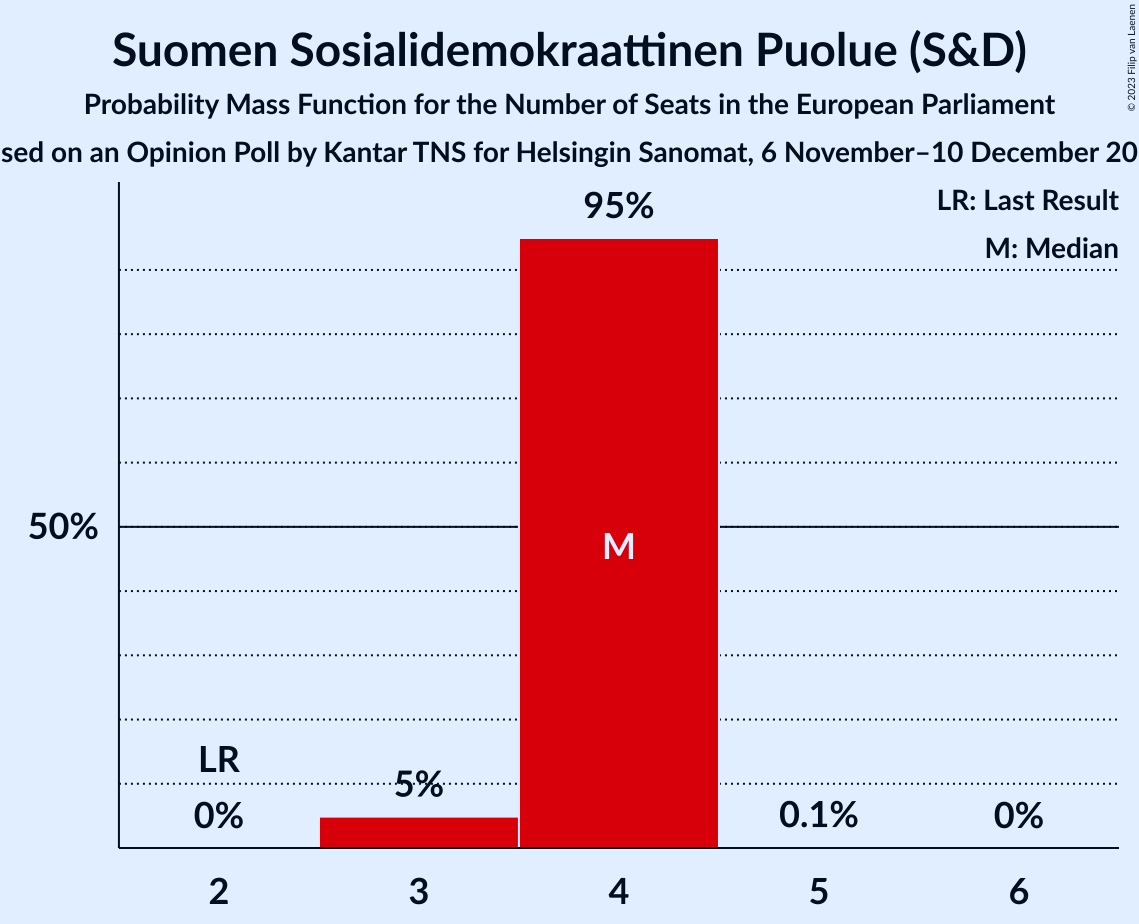 Suomen Sosialidemokraattinen Puolue (S&D)
Probability Mass Function for the Number of Seats in the European Parliament
sed on an Opinion Poll by Kantar TNS for Helsingin Sanomat, 6 November–10 December 20
© 2023 Filip van Laenen
LR: Last Result
M: Median
95%
50%
M
LR
0%
5%
0.1%
0%
2 3 4 5 6